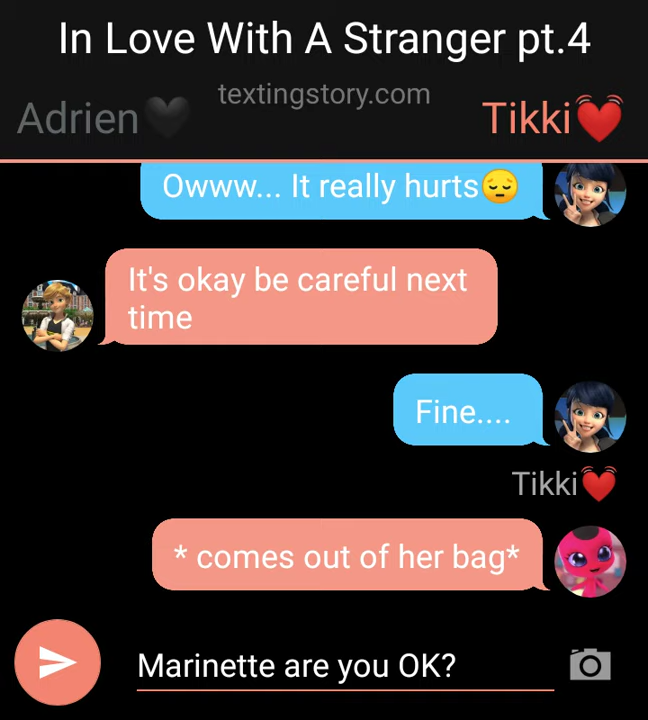 In Love With A Stranger pt.4
textingstory.com
Adrien🖤
Tikki💓
Owww... It really hurts😔
It's okay be careful next
time
Fine....
Tikki💓
* comes out of her bag*
Marinette are you OK?